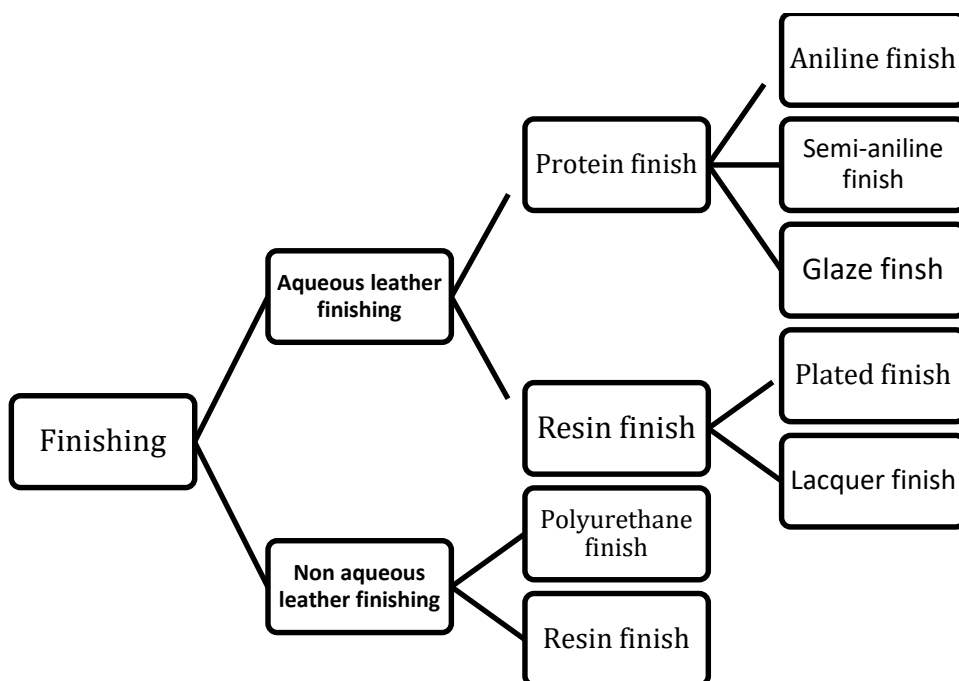 Finishing
Aqueous leather
finishing
Non aqueous
leather finishing
Protein finish
Resin finish
Polyurethane
finish
Resin finish
Aniline finish
Semi-aniline
finish
Glaze finsh
Plated finish
Lacquer finish